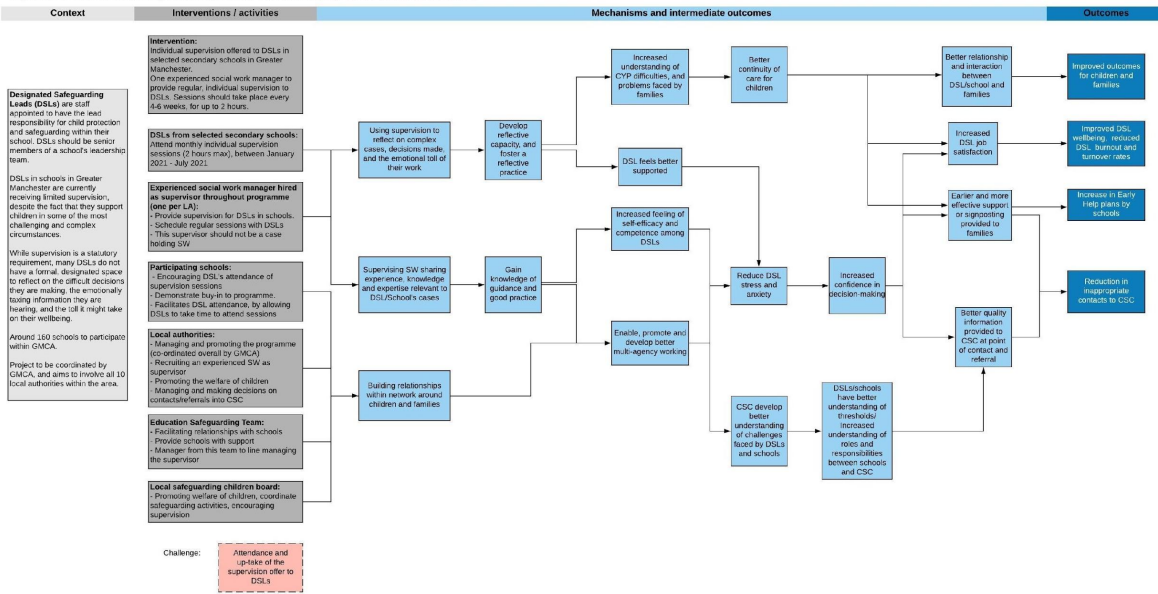 Context
Interventions / activities
Mechanisms and intermediate outcomes
Outcomes
Designated Safeguarding
Leads (DSLs) are staff
appointed to have the lead
responsibility for child protection
and safeguarding within their
school. DSLs should be senior
members of a school's leadership
team.
DSLs in schools in Greater
Manchester are currently
receiving limited supervision,
despite the fact that they support
children in some of the most
challenging and complex
circumstances.
While supervision is a statutory
requirement, many DSLs do not
have a formal, designated space
to reflect on the difficult decisions
they are making, the emotionally
taxing information they are
hearing, and the toll it might take
on their wellbeing.
Around 160 schools to participate
within GMCA.
Project to be coordinated by
GMCA, and aims to involve all 10
local authorities within the area.
Intervention:
Individual supervision offered to DSLs in
selected secondary schools in Greater
Manchester.
One experienced social work manager to
provide regular, individual supervision to
DSLs. Sessions should take place every
4-6 weeks, for up to 2 hours.
DSLs from selected secondary schools:
Attend monthly individual supervision
sessions (2 hours max), between January
2021 - July 2021
Experienced social work manager hired
as supervisor throughout programme
(one per LA):
- Provide supervision for DSLs in schools.
- Schedule regular sessions with DSLs
- This supervisor should not be a case
holding SW
Participating schools:
- Encouraging DSL's attendance of
supervision sessions
- Demonstrate buy-in to programme.
- Facilitates DSL attendance, by allowing
DSLs to take time to attend sessions
Local authorities:
- Managing and promoting the programme
(co-ordinated overall by GMCA)
- Recruiting an experienced SW as
supervisor
- Promoting the welfare of children
- Managing and making decisions on
contacts/referrals into CSC
Education Safeguarding Team:
- Facilitating relationships with schools
- Provide schools with support
- Manager from this team to line managing
the supervisor
Local safeguarding children board:
- Promoting welfare of children, coordinate
safeguarding activities, encouraging
supervision
Challenge:
Attendance and
up-take of the
supervision offer to
DSLs
Using supervision to
reflect on complex
cases, decisions made,
and the emotional toll of
their work
Supervising SW sharing
experience, knowledge
and expertise relevant to
DSL/School's cases
Building relationships
within network around
children and families
Develop
reflective
capacity, and
foster a
reflective
practice
Gain
knowledge of
guidance and
good practice
Increased
understanding of
CYP difficulties, and
problems faced by
families
DSL feels better
supported
Increased feeling of
self-efficacy and
competence among
DSLs
Enable, promote and
develop better
multi-agency working
Better
continuity of
care for
children
Reduce DSL
stress and
anxiety
CSC develop
better
understanding
of challenges
faced by DSLs
and schools
Increased
confidence in
decision-making
DSLs/schools
have better
understanding of
thresholds/
Increased
understanding of
roles and
responsibilities
between schools
and CSC
Better relationship
and interaction
between
DSL/school and
families
Increased
DSL job
satisfaction
Earlier and more
effective support
or signposting
provided to
families
Better quality
information
provided to
CSC at point
of contact and
referral
Improved outcomes
for children and
families
Improved DSL
wellbeing, reduced
DSL burnout and
turnover rates
Increase in Early
Help plans by
schools
Reduction in
inappropriate
contacts to CSC